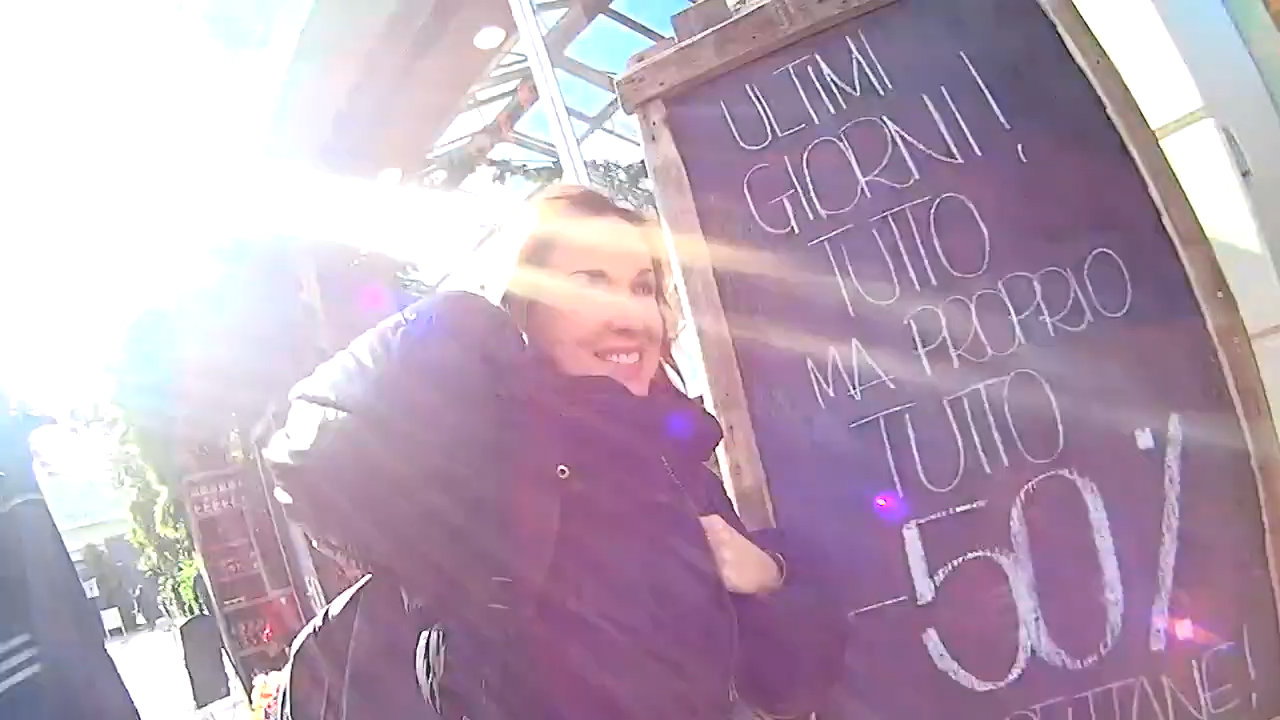 ULTIMI
GIORNI!
TUTTO
MA PROPRIO
TUTTO
-50%